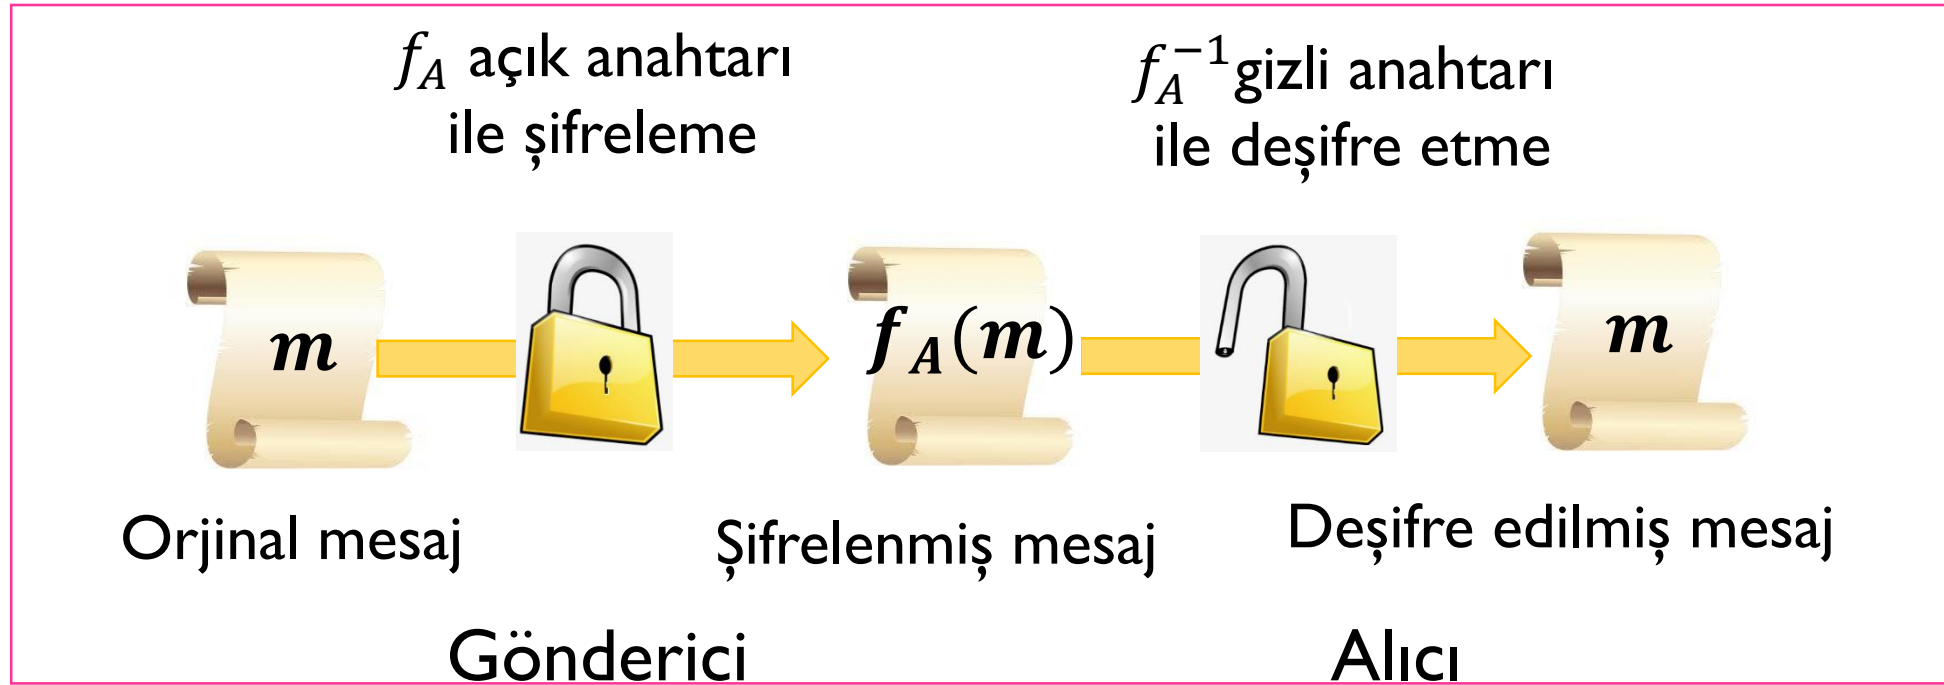 f_A açık anahtarı
ile şifreleme
f_A^{-1} gizli anahtarı
ile deşifre etme
m
f_A(m)
m
Orjinal mesaj
Şifrelenmiş mesaj
Deşifre edilmiş mesaj
Gönderici
Alıcı